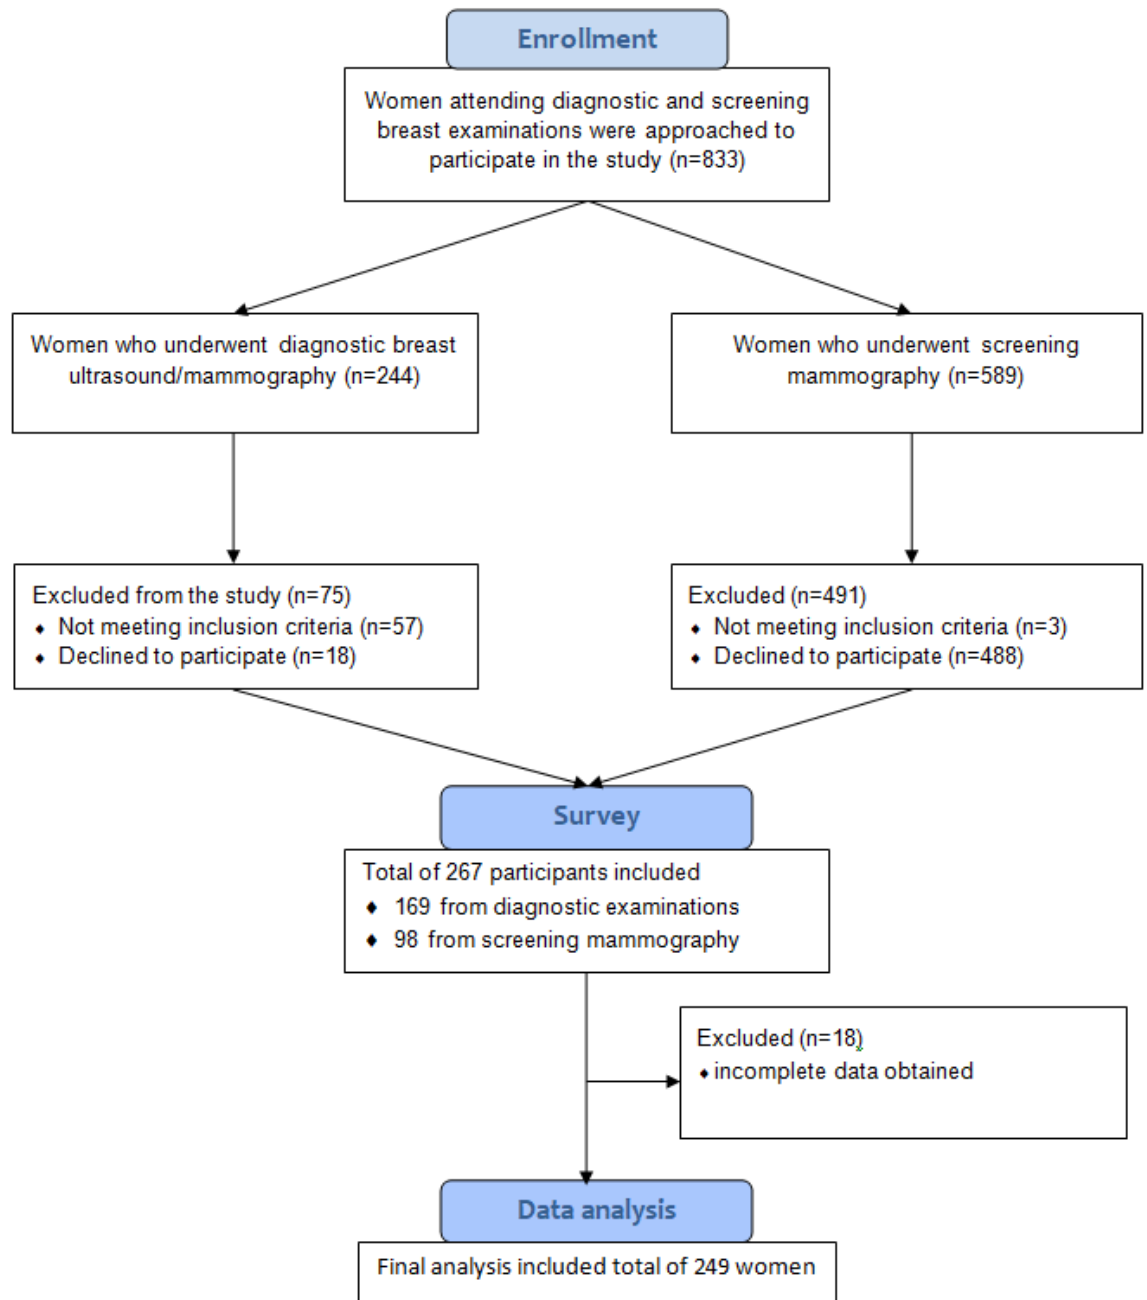 Enrollment
Women attending diagnostic and screening
breast examinations were approached to
participate in the study (n=833)
Women who underwent diagnostic breast
ultrasound/mammography (n=244)
Women who underwent screening
mammography (n=589)
Excluded from the study (n=75)
⬥ Not meeting inclusion criteria (n=57)
⬥ Declined to participate (n=18)
Excluded (n=491)
⬥ Not meeting inclusion criteria (n=3)
⬥ Declined to participate (n=488)
Survey
Total of 267 participants included
⬥ 169 from diagnostic examinations
⬥ 98 from screening mammography
Excluded (n=18)
⬥ incomplete data obtained
Data analysis
Final analysis included total of 249 women